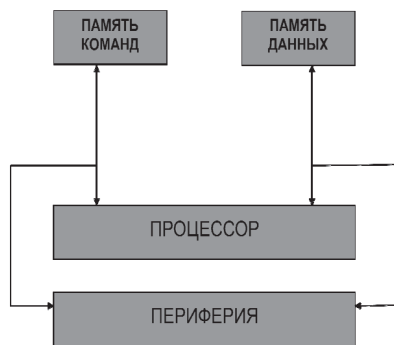 ПАМЯТЬ
КОМАНД
ПАМЯТЬ
ДАННЫХ
ПРОЦЕССОР
ПЕРИФЕРИЯ